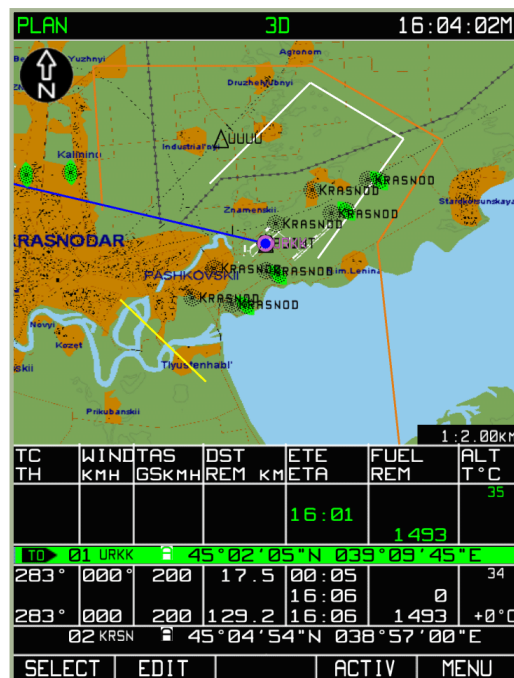 PLAN 3D 16:04:02M
Yuzhnyi
Agronom
Druzhelyubnyi
N
UUUU
Industrial'nyi
Kalinino
KRASNOD
KRASNOD
Starokorsunskaya
Znamenskii
KRASNOD
KRASNOD
RASNODAR
PASHKOVSKII
KRASNOD
im.Lenina
KRASNOD
KRASNOD
Novyi
Kozet
skii
Tlyustenhabl'
Prikubanskii
1:2.00KM
TC WIND TAS DST ETE FUEL ALT
TH KMH GSKMH REM KM ETA REM T°C
35
16:01
1493
TO 01 URKK 45°02'05"N 039°09'45"E
283° 000° 200 17.5 00:05 34
16:06 0
283° 000 200 129.2 16:06 1493 +0°C
02 KRSN 45°04'54"N 038°57'00"E
SELECT EDIT ACTIV MENU